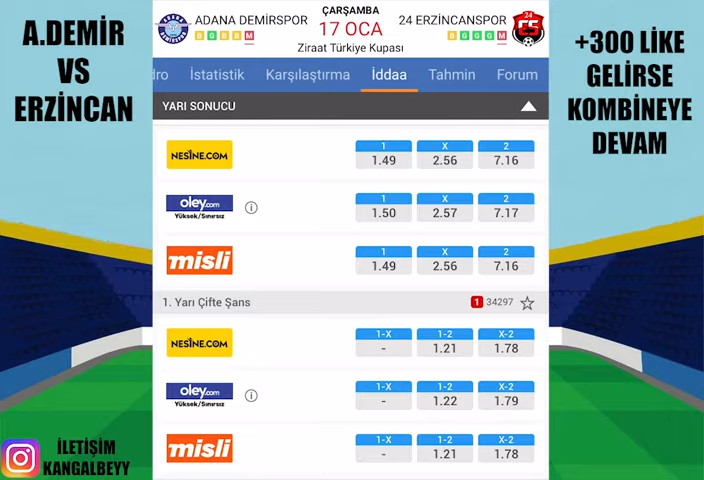 A.DEMİR
VS
ERZİNCAN
ADANA DEMİRSPOR
B G B B M
ÇARŞAMBA
17 OCA
Ziraat Türkiye Kupası
24 ERZİNCANSPOR
B G G G M
+300 LİKE
GELİRSE
KOMBİNEYE
DEVAM
dro İstatistik Karşılaştırma İddaa Tahmin Forum
YARI SONUCU
NESİNE.COM
1 X 2
1.49 2.56 7.16
oley.com
Yüksek/Sınırsız
1 X 2
1.50 2.57 7.17
misli
1 X 2
1.49 2.56 7.16
1. Yarı Çifte Şans 1 34297
NESİNE.COM
1-X 1-2 X-2
- 1.21 1.78
oley.com
Yüksek/Sınırsız
1-X 1-2 X-2
- 1.22 1.79
misli
1-X 1-2 X-2
- 1.21 1.78
İLETİŞİM
KANGALBEYY